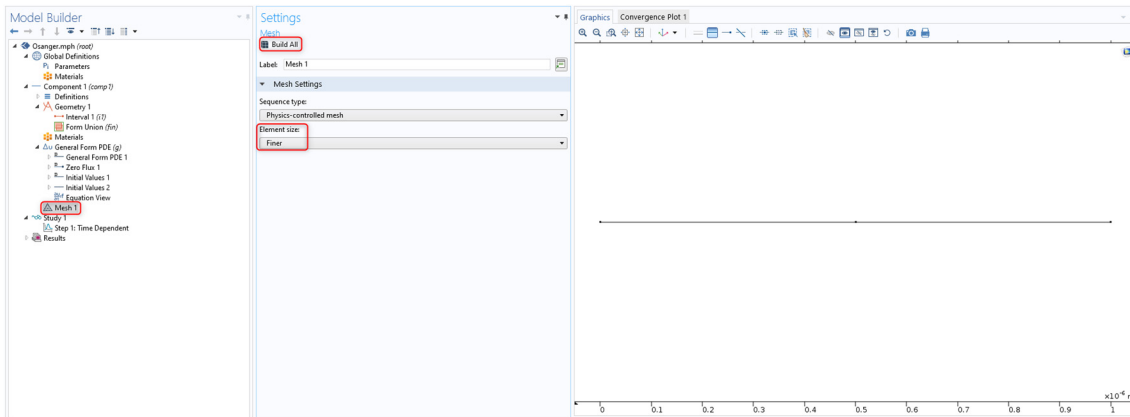 Model Builder
Osanger.mph (root)
Global Definitions
Pi Parameters
Materials
Component 1 (comp1)
Definitions
Geometry 1
Interval 1 (i1)
Form Union (fin)
Materials
Δu General Form PDE (g)
General Form PDE 1
Zero Flux 1
Initial Values 1
Initial Values 2
Equation View
Mesh 1
Study 1
Step 1: Time Dependent
Results
Settings
Mesh
Build All
Label: Mesh 1
Mesh Settings
Sequence type:
Physics-controlled mesh
Element size:
Finer
Graphics Convergence Plot 1
×10⁻⁶
0 0.1 0.2 0.3 0.4 0.5 0.6 0.7 0.8 0.9 1